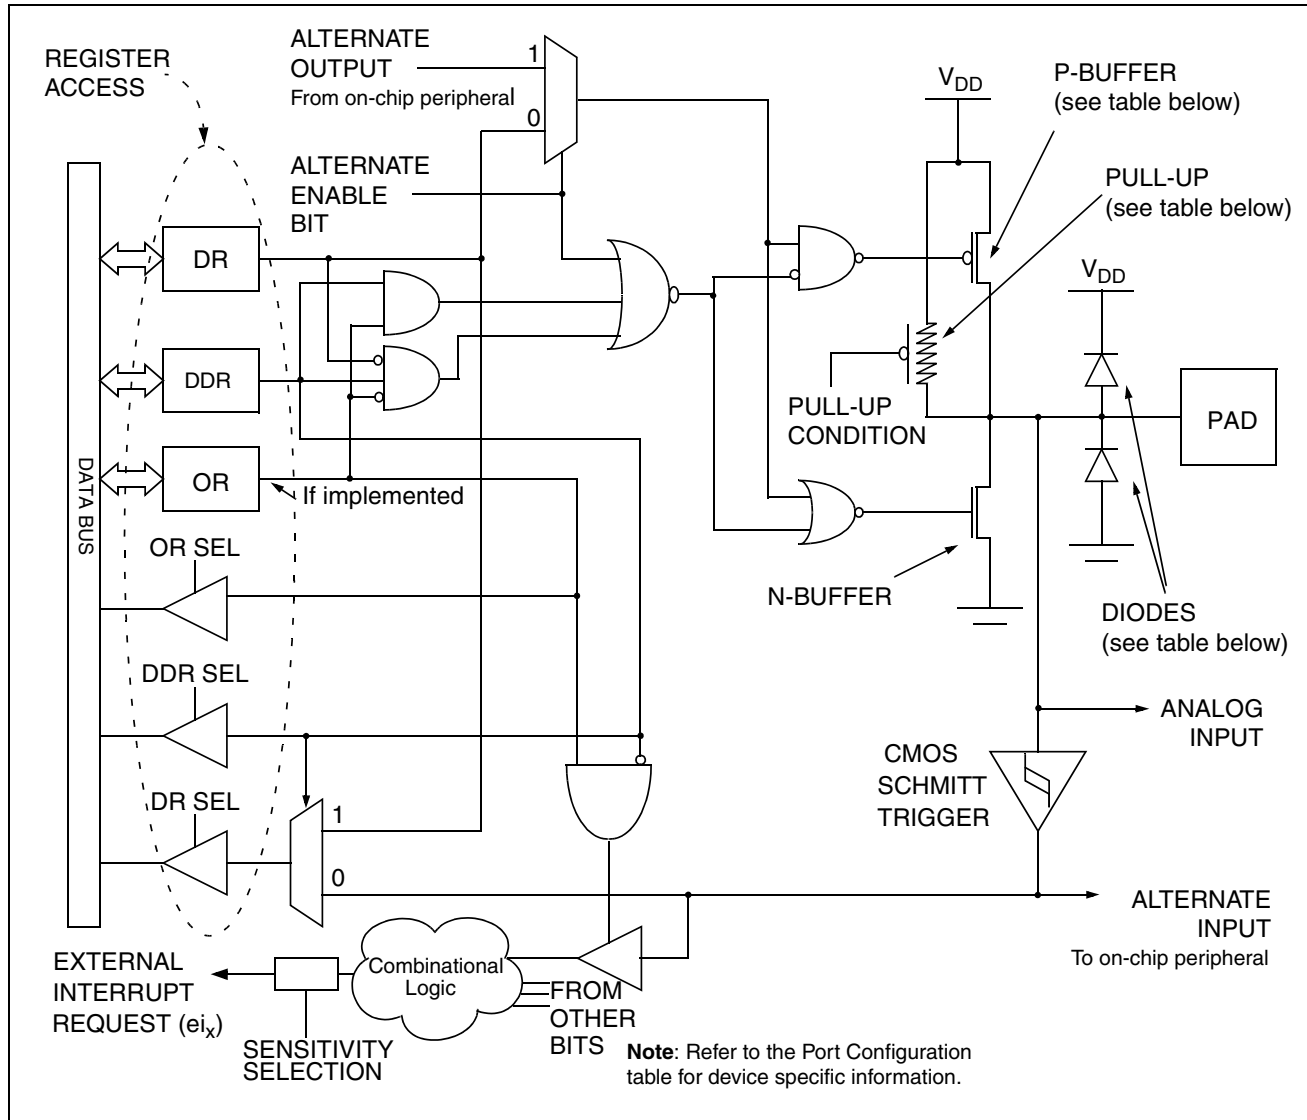 REGISTER
ACCESS
ALTERNATE
OUTPUT
From on-chip peripheral
1
0
ALTERNATE
ENABLE
BIT
VDD
P-BUFFER
(see table below)
PULL-UP
(see table below)
DR
DDR
OR
If implemented
DATA BUS
PULL-UP
CONDITION
VDD
PAD
N-BUFFER
DIODES
(see table below)
OR SEL
DDR SEL
DR SEL
1
0
ANALOG
INPUT
CMOS
SCHMITT
TRIGGER
ALTERNATE
INPUT
To on-chip peripheral
EXTERNAL
INTERRUPT
REQUEST (eix)
SENSITIVITY
SELECTION
Combinational
Logic
FROM
OTHER
BITS
Note: Refer to the Port Configuration
table for device specific information.